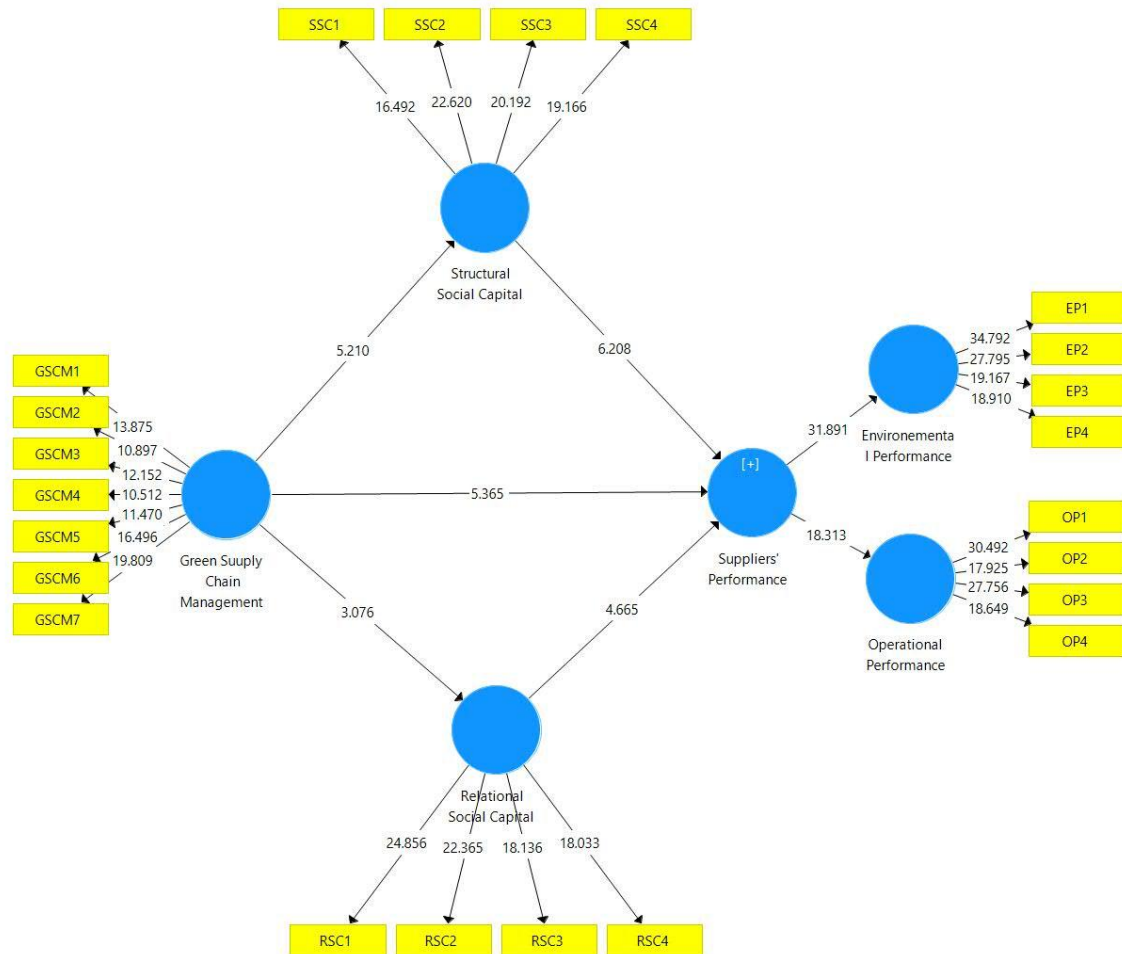 SSC1
SSC2
SSC3
SSC4
16.492
22.620
20.192
19.166
Structural
Social Capital
5.210
6.208
GSCM1
GSCM2
GSCM3
GSCM4
GSCM5
GSCM6
GSCM7
13.875
10.897
12.152
10.512
11.470
16.496
19.809
Green Suuply
Chain
Management
5.365
[+]
Suppliers'
Performance
31.891
18.313
Environementa
l Performance
34.792
27.795
19.167
18.910
EP1
EP2
EP3
EP4
Operational
Performance
30.492
17.925
27.756
18.649
OP1
OP2
OP3
OP4
3.076
4.665
Relational
Social Capital
24.856
22.365
18.136
18.033
RSC1
RSC2
RSC3
RSC4